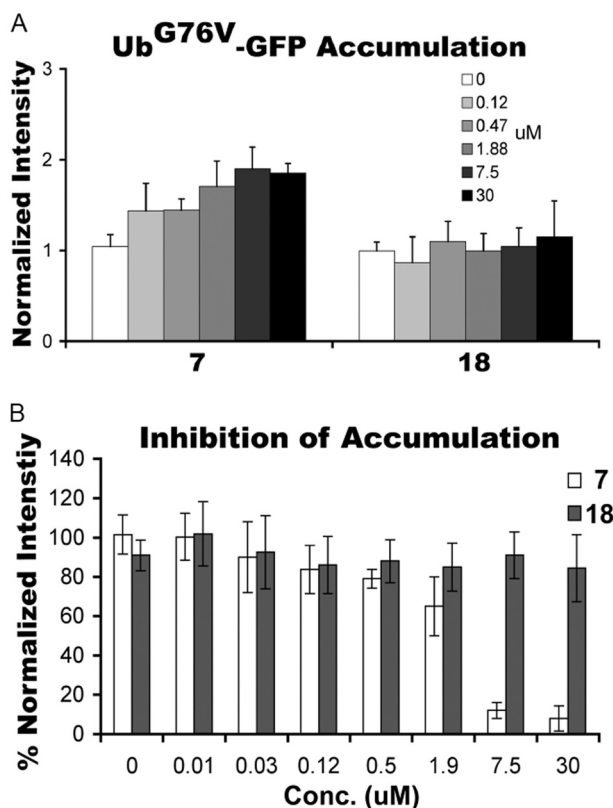 A
Ub^G76V-GFP Accumulation
Normalized Intensity
3
2
1
0
0
0.12
0.47
1.88
7.5
30
uM
7
18
B
Inhibition of Accumulation
% Normalized Intenstiy
140
120
100
80
60
40
20
0
7
18
0 0.01 0.03 0.12 0.5 1.9 7.5 30
Conc. (uM)